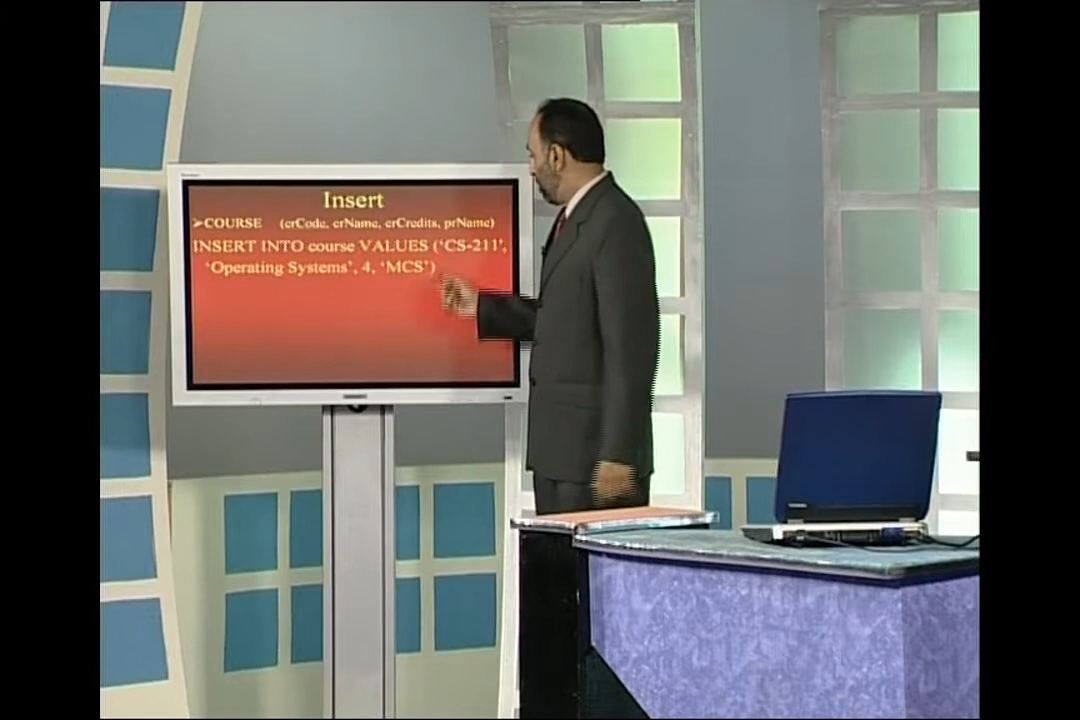 Insert
➢COURSE (crCode, crName, crCredits, prName)
INSERT INTO course VALUES (‘CS-211’,
‘Operating Systems’, 4, ‘MCS’)